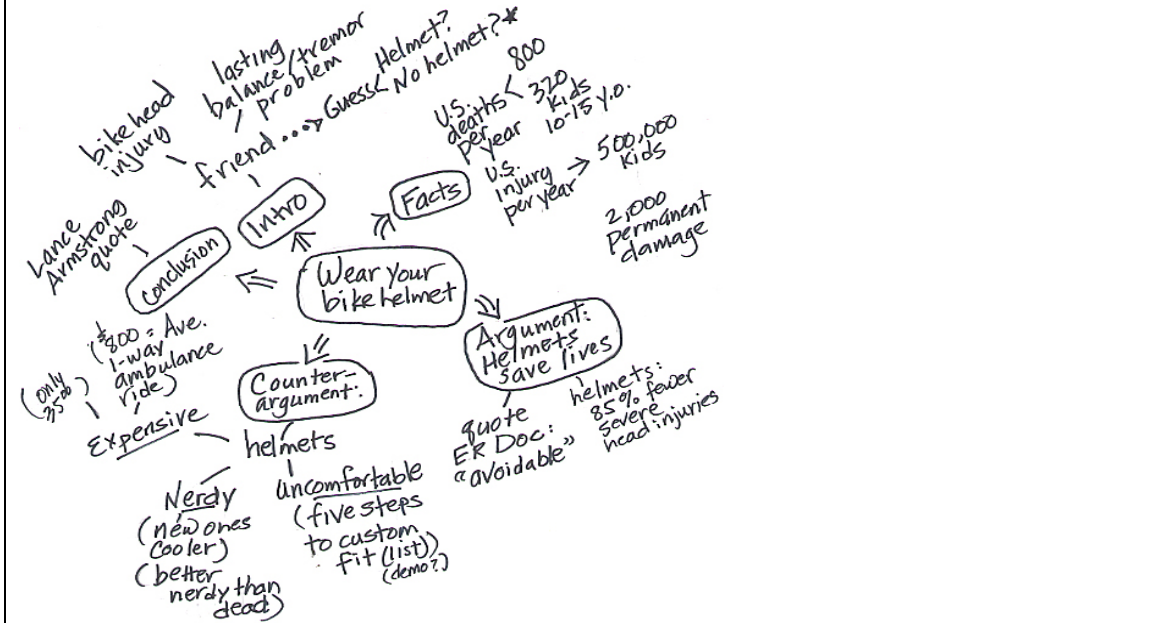 Wear your
bike helmet
Intro
friend
bike head
injury
lasting
balance/tremor
problem
Guess
Helmet?
No helmet?*
Facts
U.S.
deaths
per
year
800
320
kids
10-15 y.o.
U.S.
injury
per year
500,000
kids
2,000
permanent
damage
Argument:
Helmets
save lives
quote
ER Doc:
"avoidable"
helmets:
85% fewer
severe
head injuries
Counter-
argument:
helmets
uncomfortable
(five steps
to custom
fit (list))
(demo?)
Nerdy
(new ones
cooler)
(better
nerdy than
dead)
Expensive
(only
($800 = Ave.
1-way
ambulance
ride)
Conclusion
Lance
Armstrong
quote